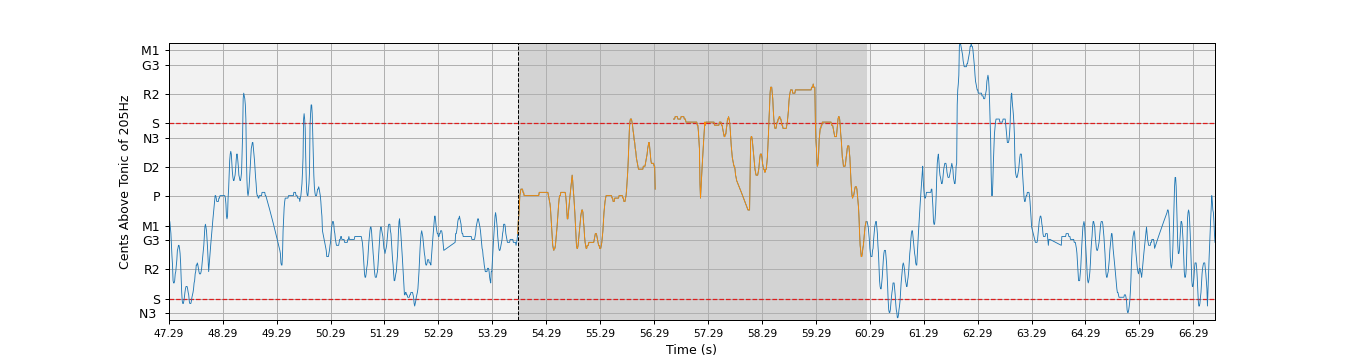 M1
G3
R2
S
N3
D2
P
M1
G3
R2
S
N3
Cents Above Tonic of 205Hz
47.29 48.29 49.29 50.29 51.29 52.29 53.29 54.29 55.29 56.29 57.29 58.29 59.29 60.29 61.29 62.29 63.29 64.29 65.29 66.29
Time (s)